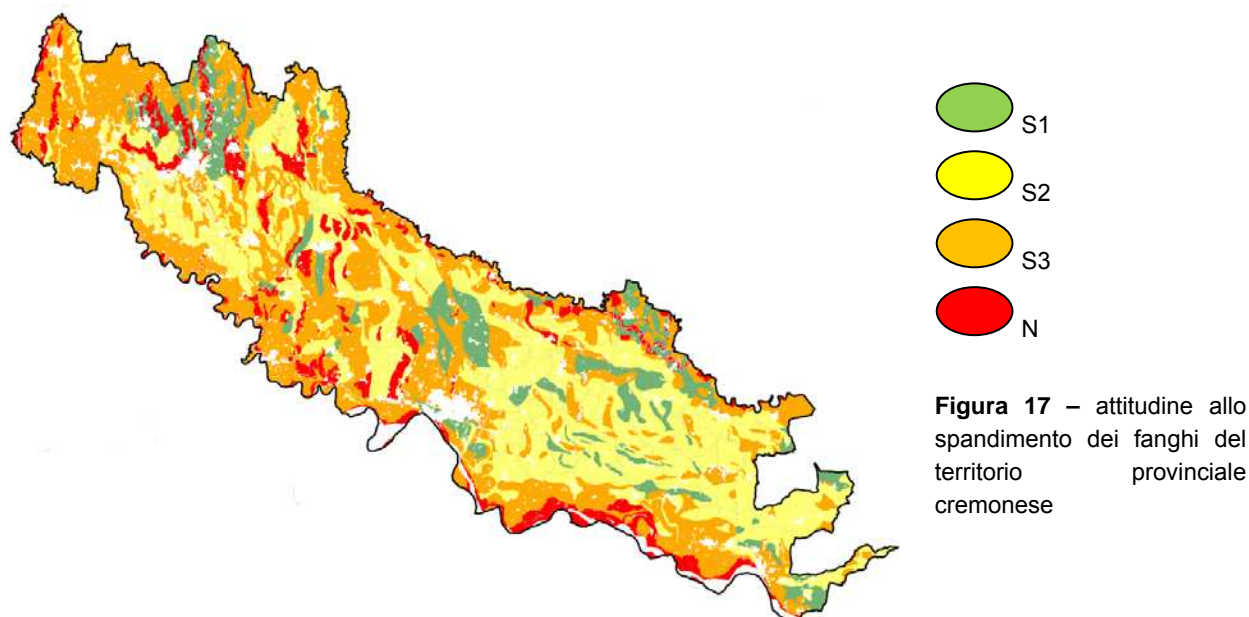 S1
S2
S3
N
Figura 17 – attitudine allo
spandimento dei fanghi del
territorio provinciale
cremonese